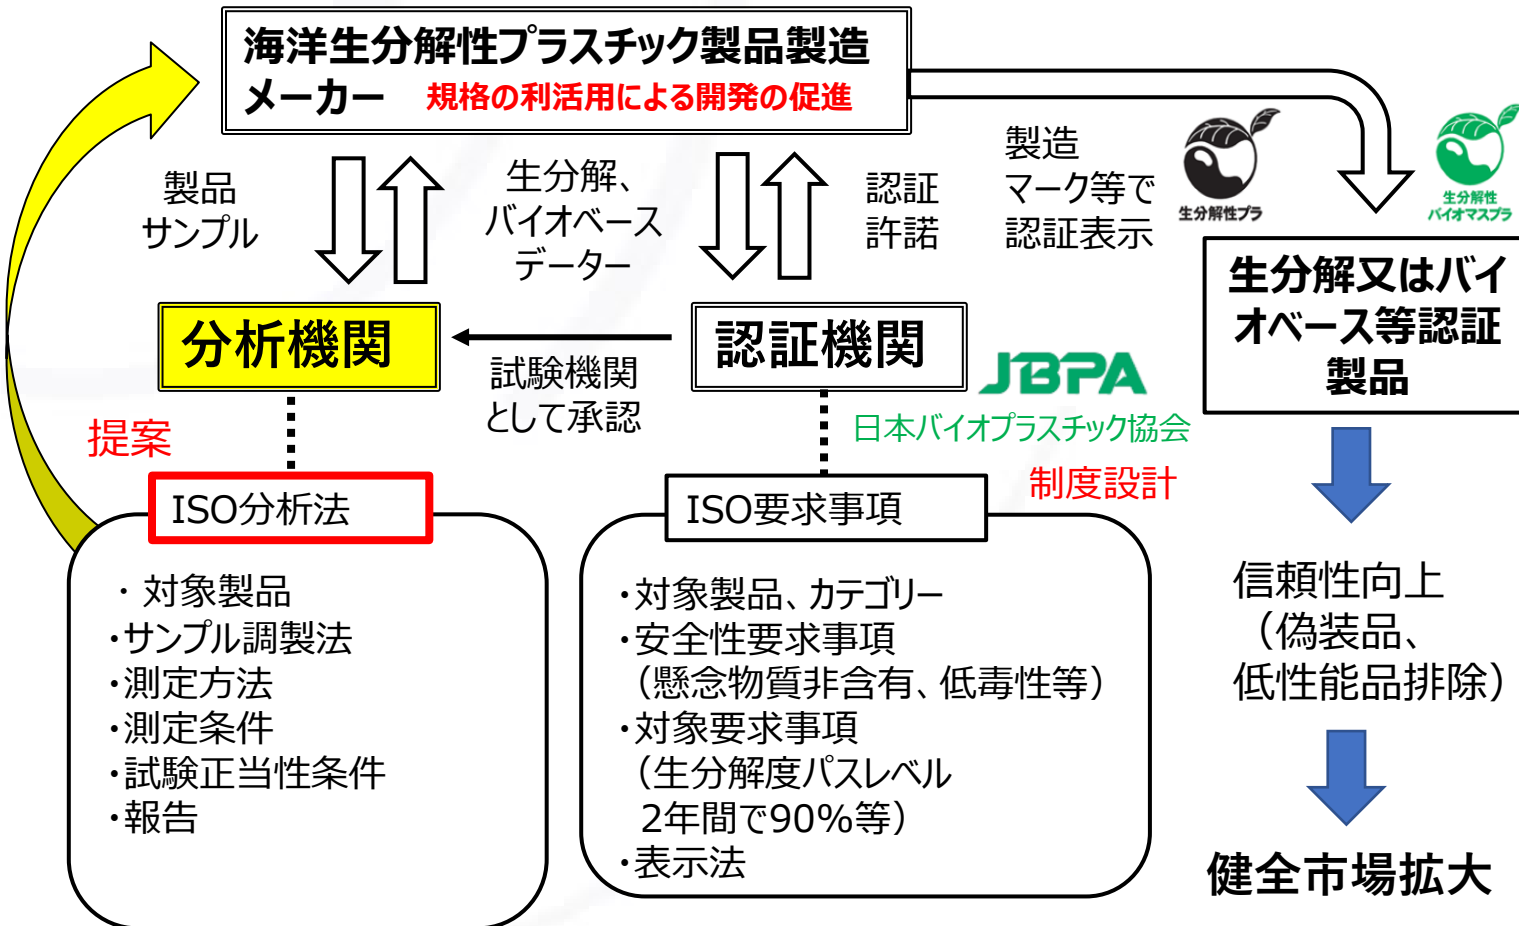 海洋生分解性プラスチック製品製造
メーカー 規格の利活用による開発の促進
製品
サンプル
生分解、
バイオベース
データー
認証
許諾
製造
マーク等で
認証表示
生分解性プラ
生分解性
バイオマスプラ
生分解又はバイ
オベース等認証
製品
分析機関
試験機関
として承認
認証機関
JBPA
日本バイオプラスチック協会
提案
制度設計
ISO分析法
・対象製品
・サンプル調製法
・測定方法
・測定条件
・試験正当性条件
・報告
ISO要求事項
・対象製品、カテゴリー
・安全性要求事項
（懸念物質非含有、低毒性等）
・対象要求事項
（生分解度パスレベル
2年間で90%等）
・表示法
信頼性向上
（偽装品、
低性能品排除）
健全市場拡大